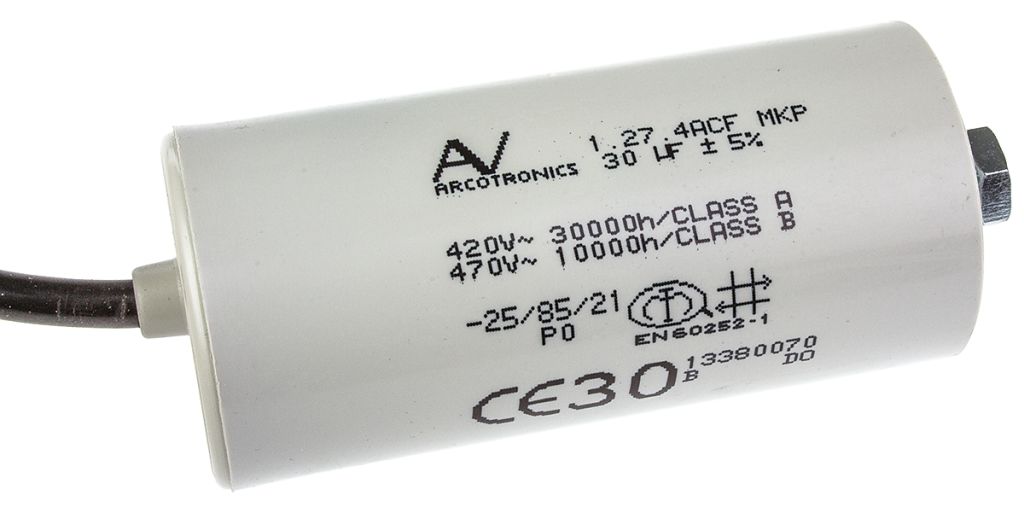 AV
ARCOTRONICS
1.27.4ACF MKP
30 µF ± 5%
420V~ 30000h/CLASS A
470V~ 10000h/CLASS B
-25/85/21
P0
EN60252-1
CE30
13380070
B DO